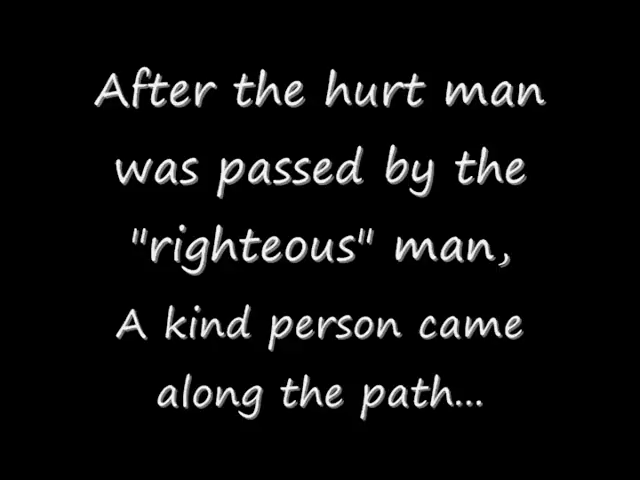 After the hurt man
was passed by the
"righteous" man,
A kind person came
along the path...